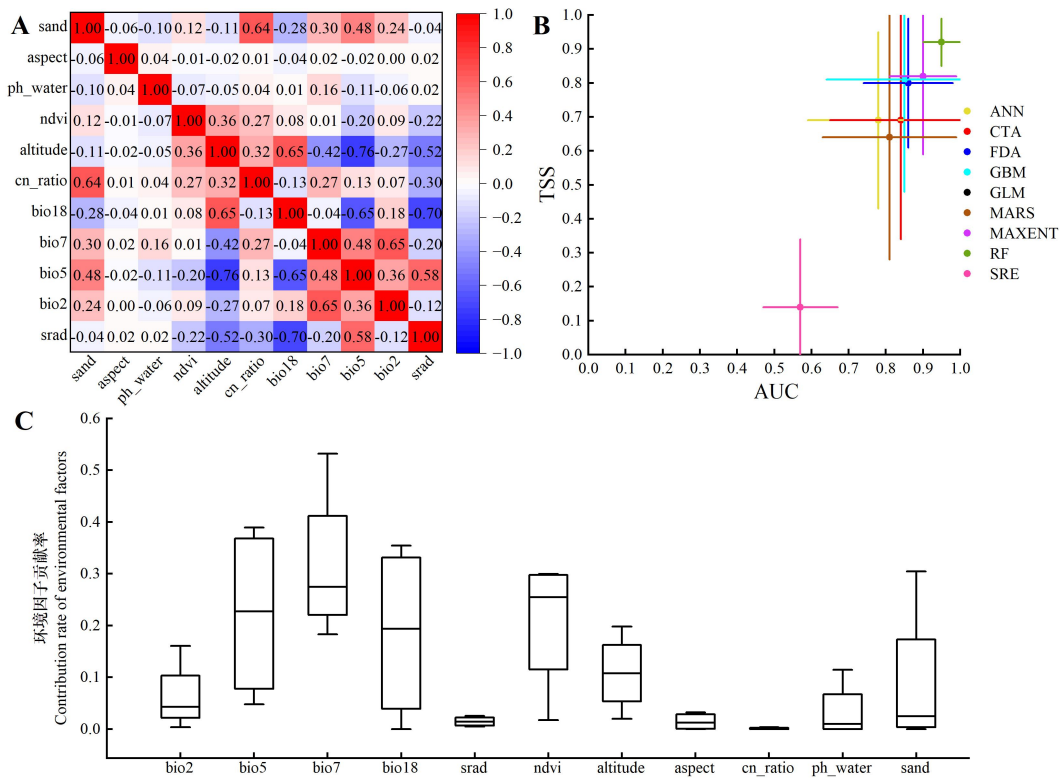 A
sand 1.00 -0.06 -0.10 0.12 -0.11 0.64 -0.28 0.30 0.48 0.24 -0.04
aspect -0.06 1.00 0.04 -0.01 -0.02 0.01 -0.04 0.02 -0.02 0.00 0.02
ph_water -0.10 0.04 1.00 -0.07 -0.05 0.04 0.01 0.16 -0.11 -0.06 0.02
ndvi 0.12 -0.01 -0.07 1.00 0.36 0.27 0.08 0.01 -0.20 0.09 -0.22
altitude -0.11 -0.02 -0.05 0.36 1.00 0.32 0.65 -0.42 -0.76 -0.27 -0.52
cn_ratio 0.64 0.01 0.04 0.27 0.32 1.00 -0.13 0.27 0.13 0.07 -0.30
bio18 -0.28 -0.04 0.01 0.08 0.65 -0.13 1.00 -0.04 -0.65 0.18 -0.70
bio7 0.30 0.02 0.16 0.01 -0.42 0.27 -0.04 1.00 0.48 0.65 -0.20
bio5 0.48 -0.02 -0.11 -0.20 -0.76 0.13 -0.65 0.48 1.00 0.36 0.58
bio2 0.24 0.00 -0.06 0.09 -0.27 0.07 0.18 0.65 0.36 1.00 -0.12
srad -0.04 0.02 0.02 -0.22 -0.52 -0.30 -0.70 -0.20 0.58 -0.12 1.00
sand aspect ph_water ndvi altitude cn_ratio bio18 bio7 bio5 bio2 srad
1.0
0.8
0.6
0.4
0.2
0.0
-0.2
-0.4
-0.6
-0.8
-1.0
B
TSS
1.0
0.9
0.8
0.7
0.6
0.5
0.4
0.3
0.2
0.1
0.0
0.0 0.1 0.2 0.3 0.4 0.5 0.6 0.7 0.8 0.9 1.0
AUC
ANN
CTA
FDA
GBM
GLM
MARS
MAXENT
RF
SRE
C
环境因子贡献率
Contribution rate of environmental factors
0.6
0.5
0.4
0.3
0.2
0.1
0.0
bio2 bio5 bio7 bio18 srad ndvi altitude aspect cn_ratio ph_water sand